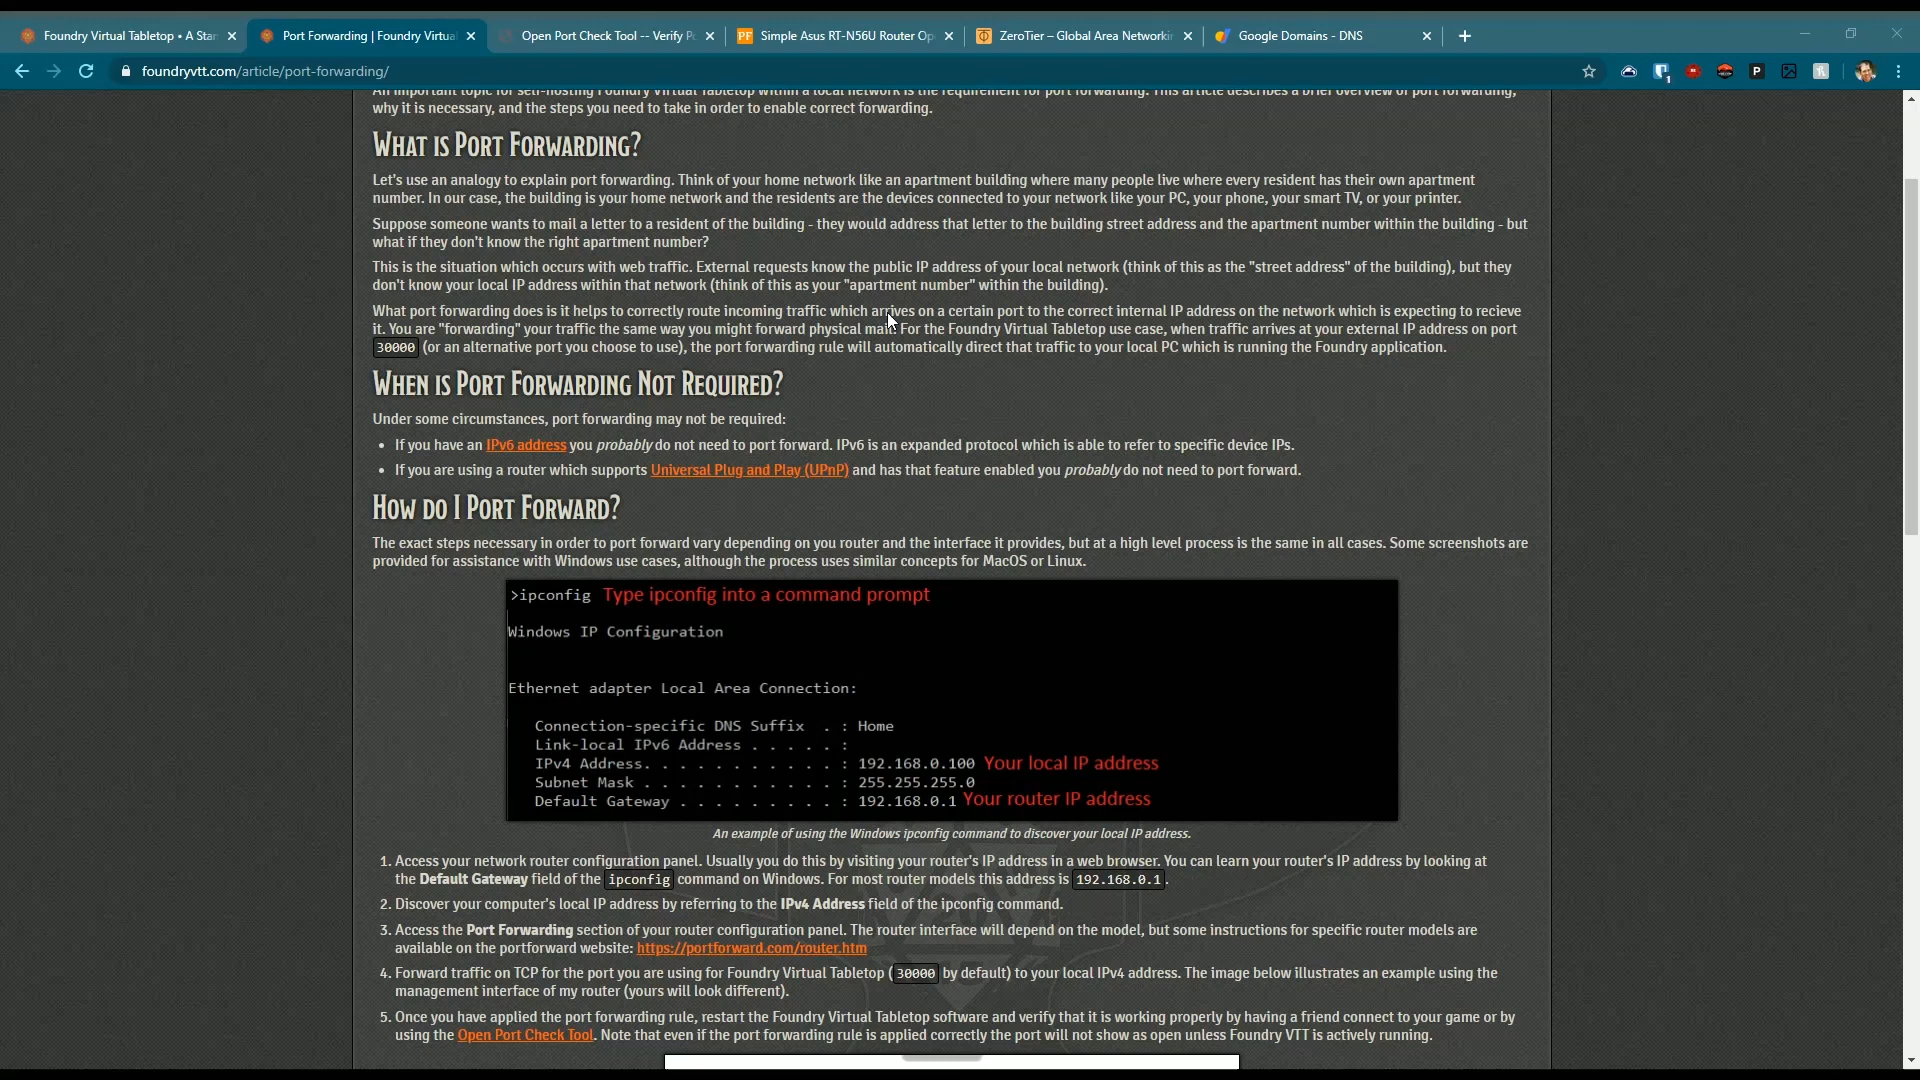 Foundry Virtual Tabletop • A Stan
Port Forwarding | Foundry Virtua
Open Port Check Tool -- Verify Po
Simple Asus RT-N56U Router Op
ZeroTier – Global Area Networkin
Google Domains - DNS
foundryvtt.com/article/port-forwarding/
An important topic for self-hosting Foundry Virtual Tabletop within a local network is the requirement for port forwarding. This article describes a brief overview of port forwarding,
why it is necessary, and the steps you need to take in order to enable correct forwarding.
WHAT IS PORT FORWARDING?
Let's use an analogy to explain port forwarding. Think of your home network like an apartment building where many people live where every resident has their own apartment
number. In our case, the building is your home network and the residents are the devices connected to your network like your PC, your phone, your smart TV, or your printer.
Suppose someone wants to mail a letter to a resident of the building - they would address that letter to the building street address and the apartment number within the building - but
what if they don't know the right apartment number?
This is the situation which occurs with web traffic. External requests know the public IP address of your local network (think of this as the "street address" of the building), but they
don't know your local IP address within that network (think of this as your "apartment number" within the building).
What port forwarding does is it helps to correctly route incoming traffic which arrives on a certain port to the correct internal IP address on the network which is expecting to recieve
it. You are "forwarding" your traffic the same way you might forward physical mail. For the Foundry Virtual Tabletop use case, when traffic arrives at your external IP address on port
30000 (or an alternative port you choose to use), the port forwarding rule will automatically direct that traffic to your local PC which is running the Foundry application.
WHEN IS PORT FORWARDING NOT REQUIRED?
Under some circumstances, port forwarding may not be required:
• If you have an IPv6 address you probably do not need to port forward. IPv6 is an expanded protocol which is able to refer to specific device IPs.
• If you are using a router which supports Universal Plug and Play (UPnP) and has that feature enabled you probably do not need to port forward.
HOW DO I PORT FORWARD?
The exact steps necessary in order to port forward vary depending on you router and the interface it provides, but at a high level process is the same in all cases. Some screenshots are
provided for assistance with Windows use cases, although the process uses similar concepts for MacOS or Linux.
>ipconfig Type ipconfig into a command prompt
Windows IP Configuration
Ethernet adapter Local Area Connection:
Connection-specific DNS Suffix . : Home
Link-local IPv6 Address . . . . . :
IPv4 Address. . . . . . . . . . . : 192.168.0.100 Your local IP address
Subnet Mask . . . . . . . . . . . : 255.255.255.0
Default Gateway . . . . . . . . . : 192.168.0.1 Your router IP address
An example of using the Windows ipconfig command to discover your local IP address.
1. Access your network router configuration panel. Usually you do this by visiting your router's IP address in a web browser. You can learn your router's IP address by looking at
the Default Gateway field of the ipconfig command on Windows. For most router models this address is 192.168.0.1.
2. Discover your computer's local IP address by referring to the IPv4 Address field of the ipconfig command.
3. Access the Port Forwarding section of your router configuration panel. The router interface will depend on the model, but some instructions for specific router models are
available on the portforward website: https://portforward.com/router.htm
4. Forward traffic on TCP for the port you are using for Foundry Virtual Tabletop (30000 by default) to your local IPv4 address. The image below illustrates an example using the
management interface of my router (yours will look different).
5. Once you have applied the port forwarding rule, restart the Foundry Virtual Tabletop software and verify that it is working properly by having a friend connect to your game or by
using the Open Port Check Tool. Note that even if the port forwarding rule is applied correctly the port will not show as open unless Foundry VTT is actively running.